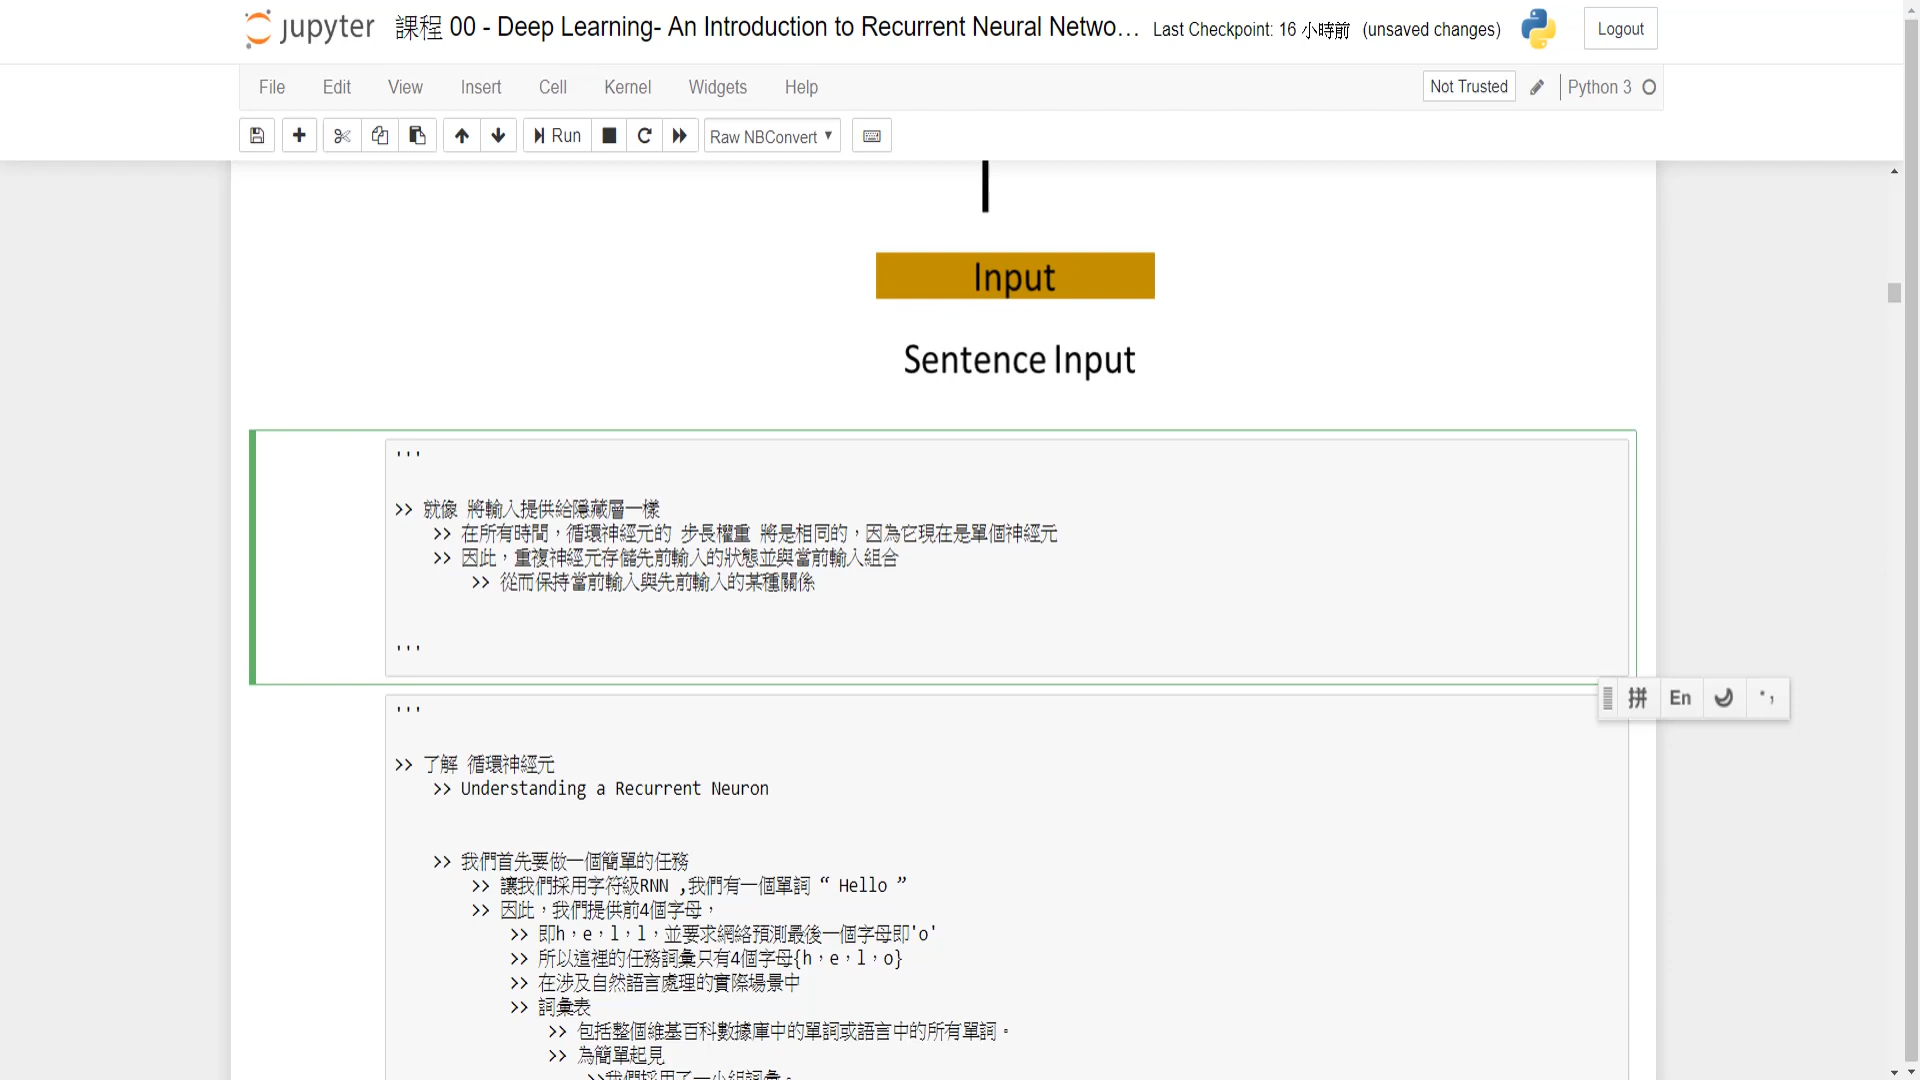 jupyter 課程 00 - Deep Learning- An Introduction to Recurrent Neural Netwo... Last Checkpoint: 16 小時前 (unsaved changes) Logout
File Edit View Insert Cell Kernel Widgets Help Not Trusted Python 3
Run Raw NBConvert
Input
Sentence Input
'''
>> 就像 將輸入提供給隱藏層一樣
>> 在所有時間，循環神經元的 步長權重 將是相同的，因為它現在是單個神經元
>> 因此，重複神經元存儲先前輸入的狀態並與當前輸入組合
>> 從而保持當前輸入與先前輸入的某種關係
'''
拼 En
'''
>> 了解 循環神經元
>> Understanding a Recurrent Neuron
>> 我們首先要做一個簡單的任務
>> 讓我們採用字符級RNN ,我們有一個單詞 “ Hello ”
>> 因此，我們提供前4個字母，
>> 即h，e，l，l，並要求網絡預測最後一個字母即'o'
>> 所以這裡的任務詞彙只有4個字母{h，e，l，o}
>> 在涉及自然語言處理的實際場景中
>> 詞彙表
>> 包括整個維基百科數據庫中的單詞或語言中的所有單詞。
>> 為簡單起見
>>我們採用了一小組詞彙。